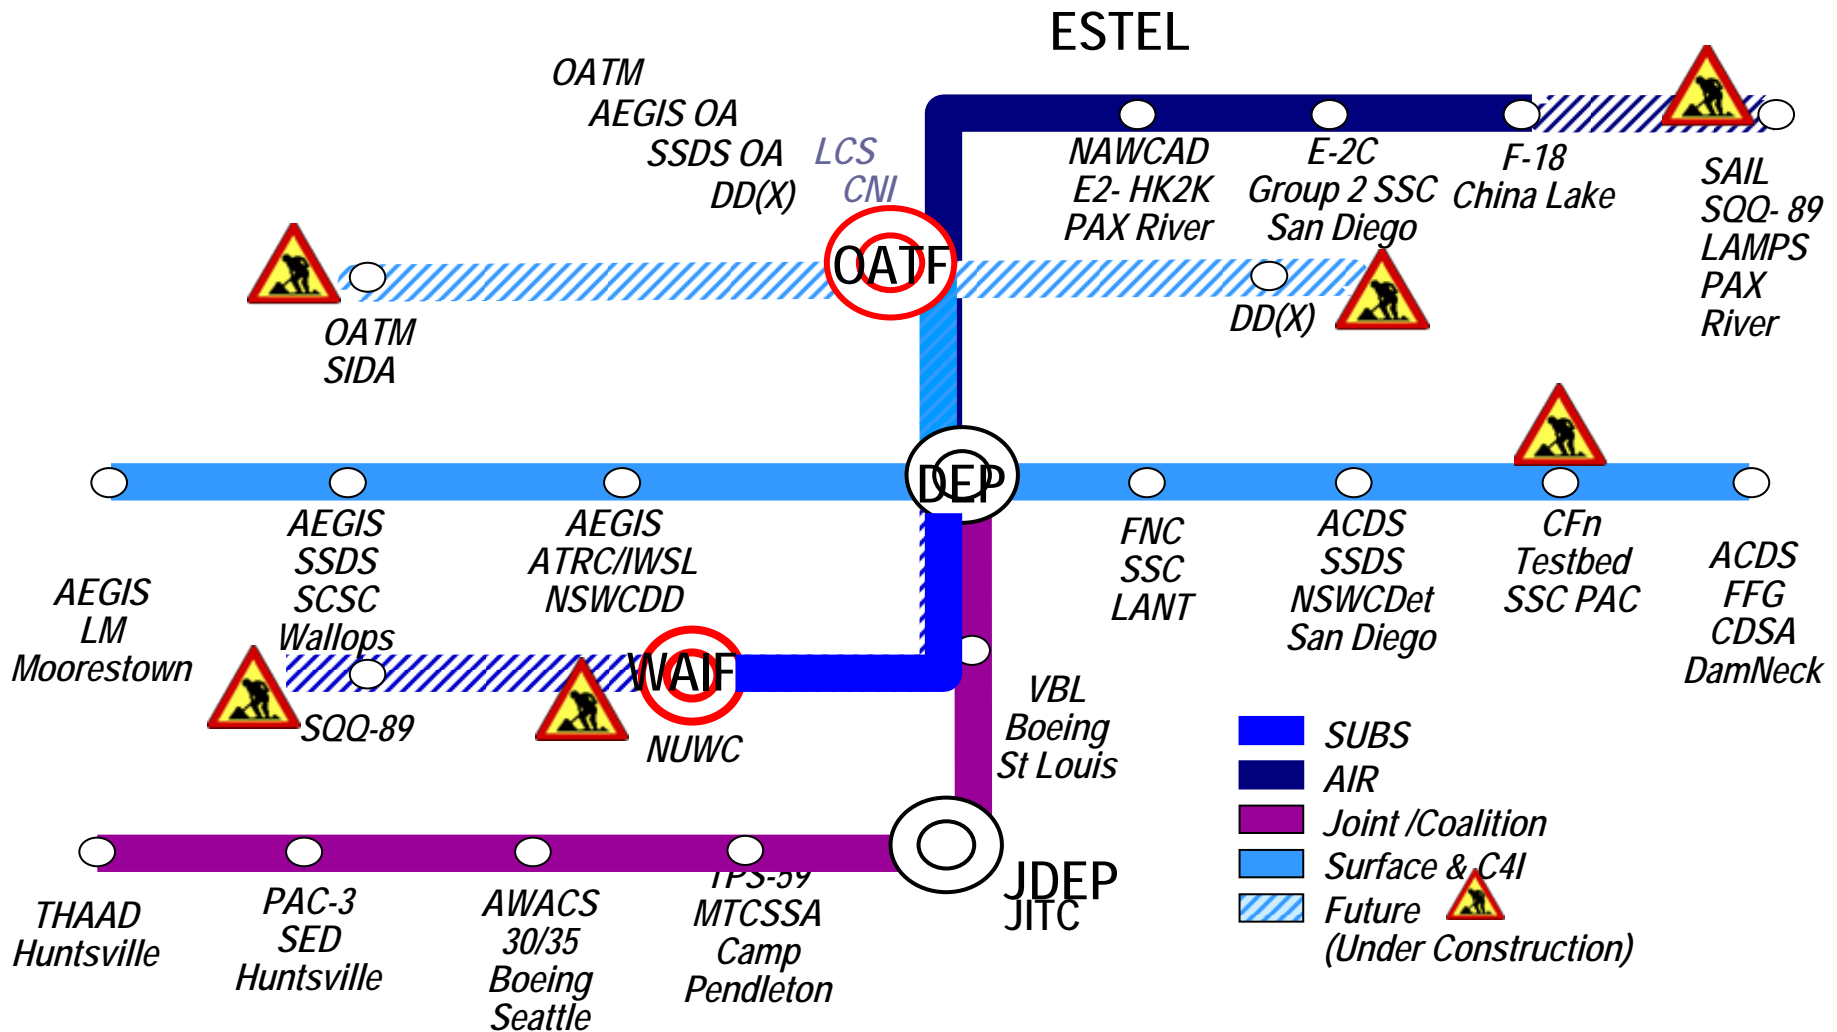 ESTEL
OATM
AEGIS OA
SSDS OA
DD(X)
LCS
CNI
NAWCAD
E2- HK2K
PAX River
E-2C
Group 2 SSC
San Diego
F-18
China Lake
SAIL
SQQ- 89
LAMPS
PAX
River
OATF
OATM
SIDA
DD(X)
DEP
AEGIS
LM
Moorestown
AEGIS
SSDS
SCSC
Wallops
AEGIS
ATRC/IWSL
NSWCDD
FNC
SSC
LANT
ACDS
SSDS
NSWCDet
San Diego
CFn
Testbed
SSC PAC
ACDS
FFG
CDSA
DamNeck
WAIF
SQQ-89
NUWC
VBL
Boeing
St Louis
SUBS
AIR
Joint /Coalition
Surface & C4I
Future
(Under Construction)
JDEP
JITC
THAAD
Huntsville
PAC-3
SED
Huntsville
AWACS
30/35
Boeing
Seattle
TPS-59
MTCSSA
Camp
Pendleton